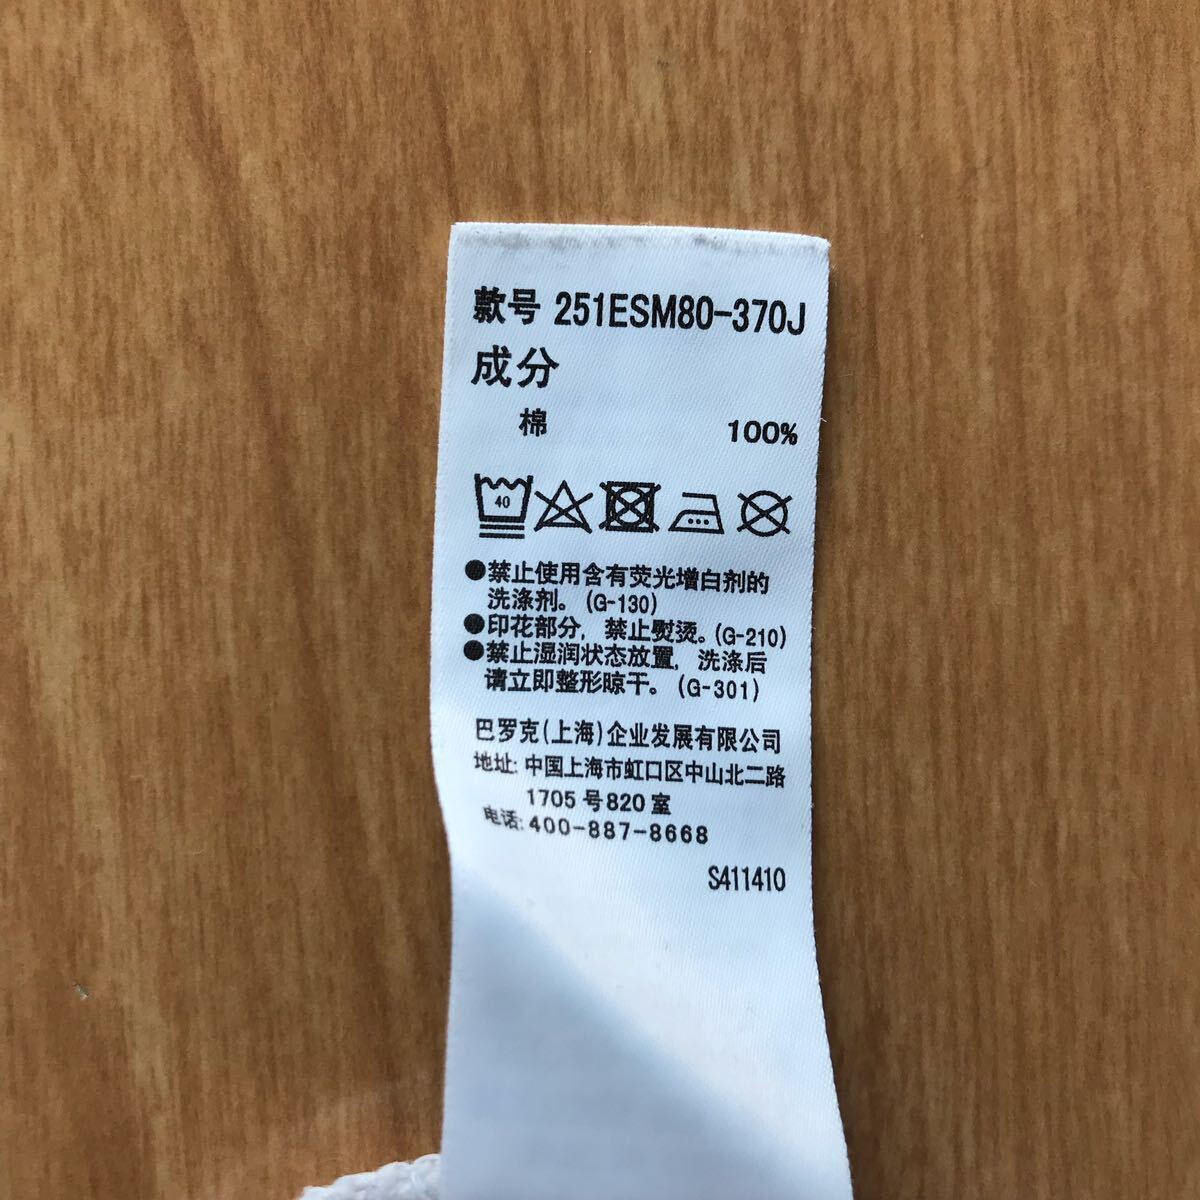 款号 251ESM80-370J
成分
棉 100%
40
●禁止使用含有荧光增白剂的
洗涤剂。(G-130)
●印花部分，禁止熨烫。(G-210)
●禁止湿润状态放置，洗涤后
请立即整形晾干。(G-301)
巴罗克(上海)企业发展有限公司
地址: 中国上海市虹口区中山北二路
1705号820室
电话: 400-887-8668
S411410